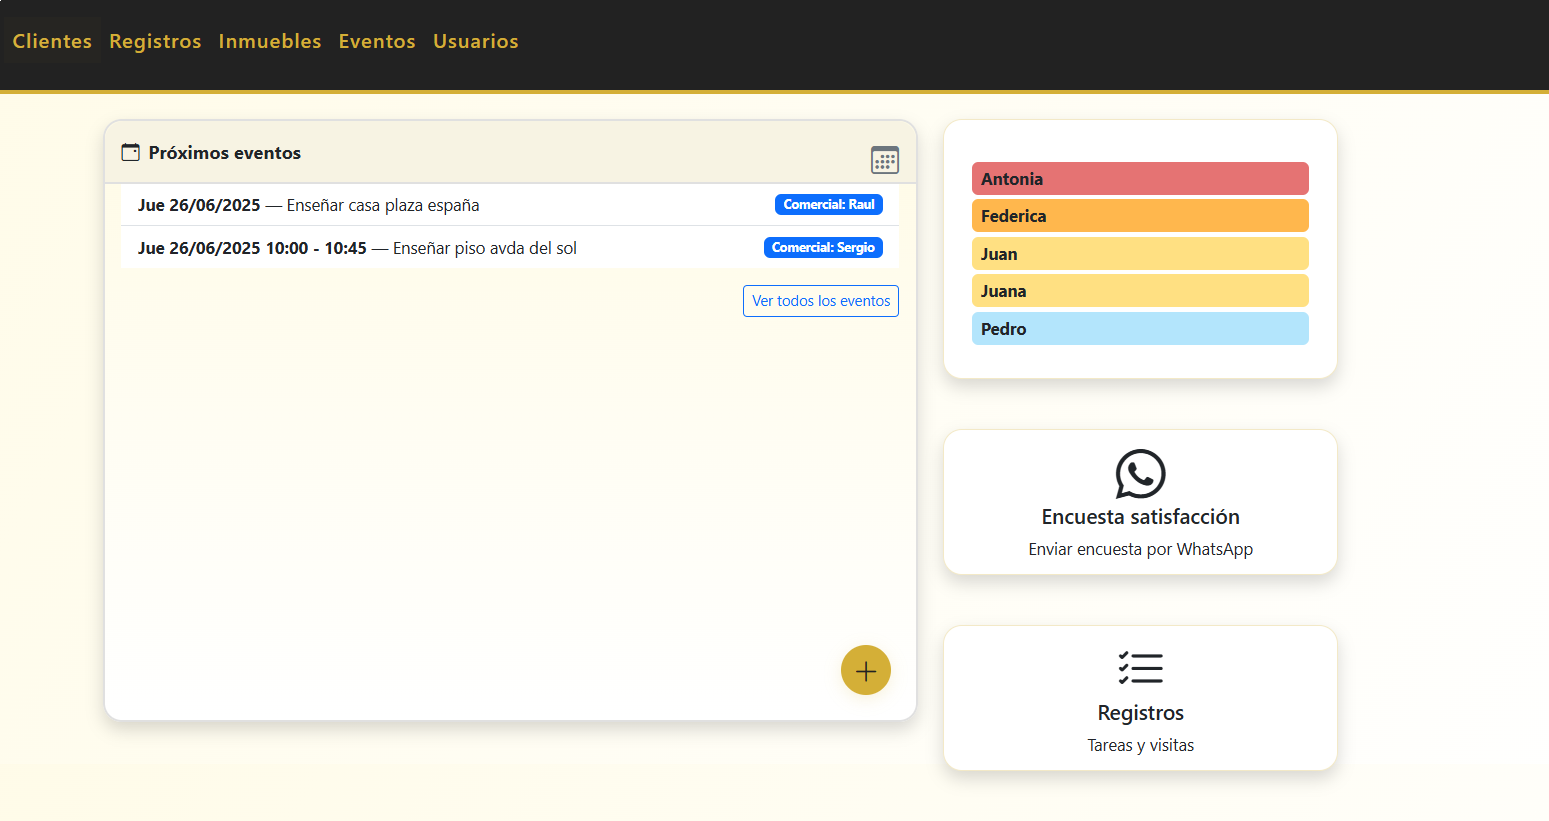 Clientes Registros Inmuebles Eventos Usuarios
Próximos eventos
Jue 26/06/2025 — Enseñar casa plaza españa
Comercial: Raul
Jue 26/06/2025 10:00 - 10:45 — Enseñar piso avda del sol
Comercial: Sergio
Ver todos los eventos
Antonia
Federica
Juan
Juana
Pedro
Encuesta satisfacción
Enviar encuesta por WhatsApp
Registros
Tareas y visitas